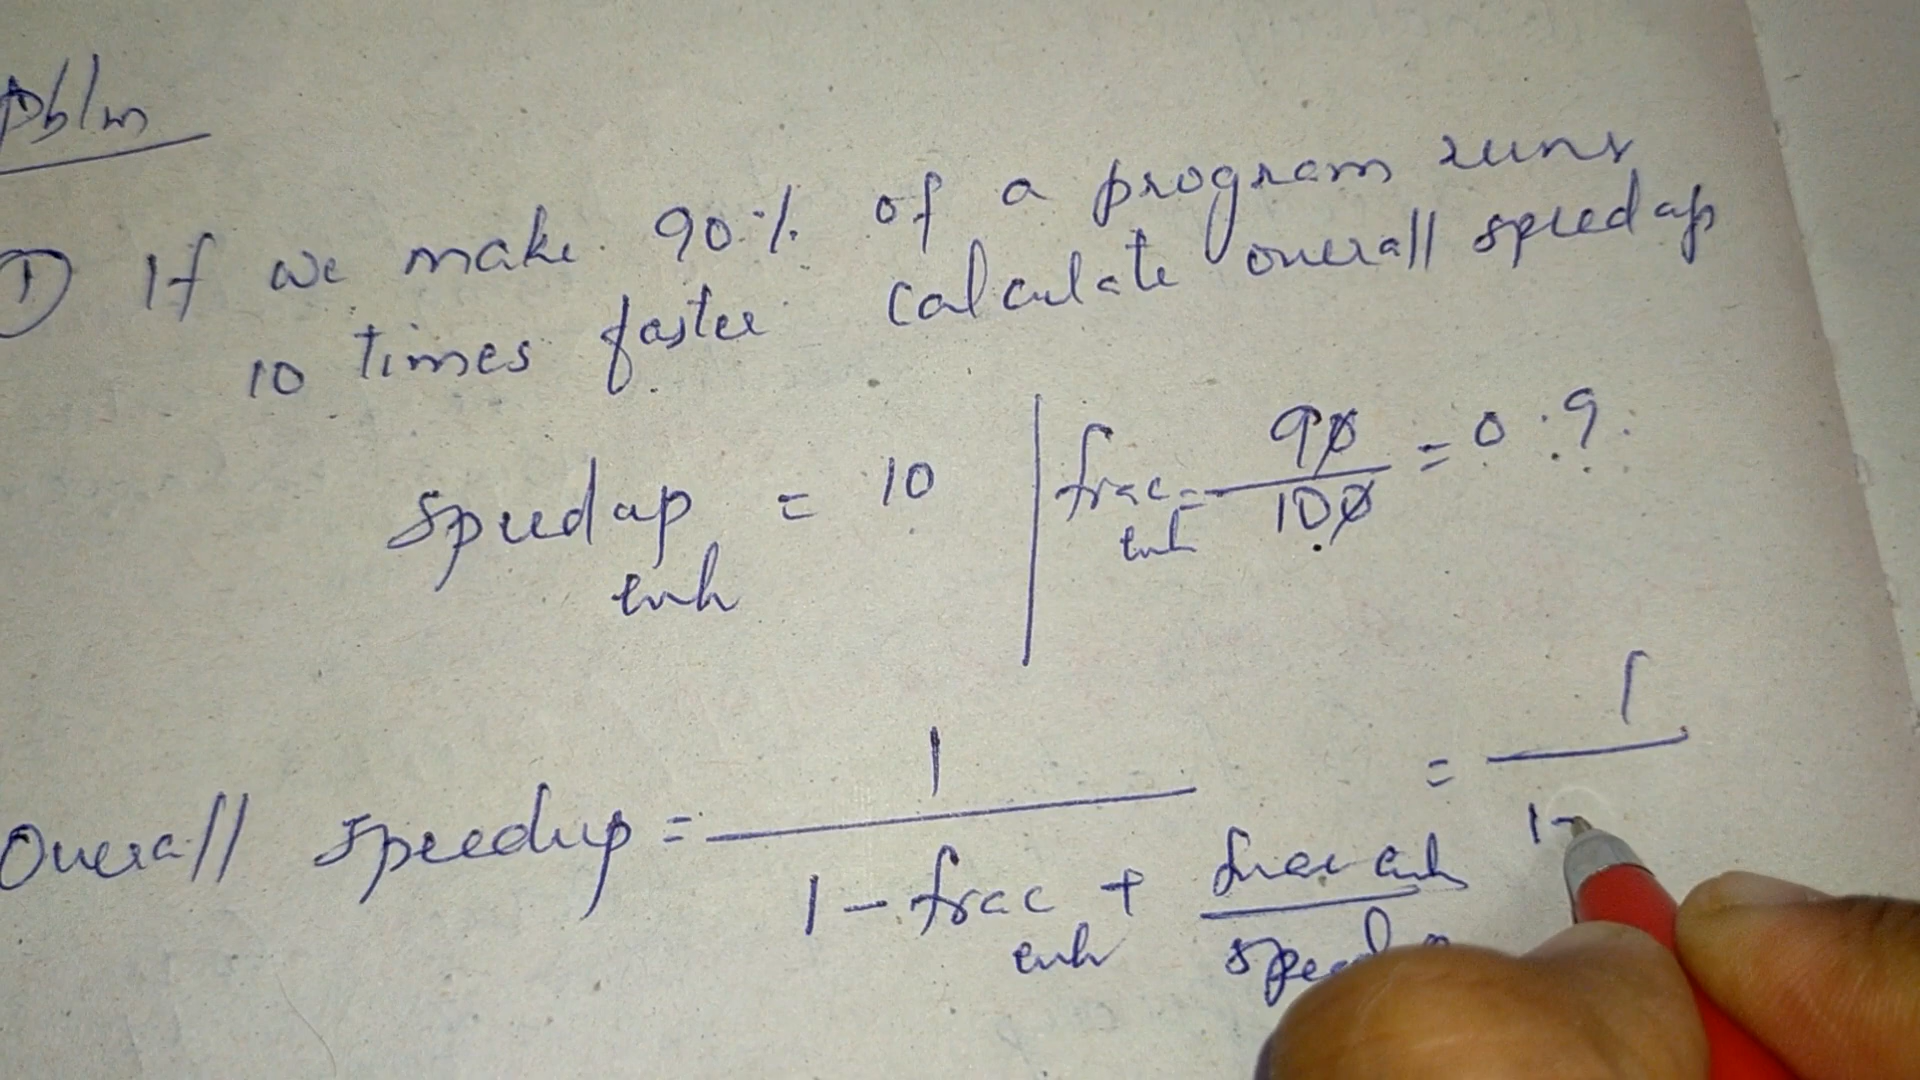 Pblm
① If we make 90% of a program runs
10 times faster calculate overall speedup
speedup enh = 10 | frac enh = 90/100 = 0.9.
Overall speedup = 1 / 1 - frac enh + frac enh / = 1 / 1-